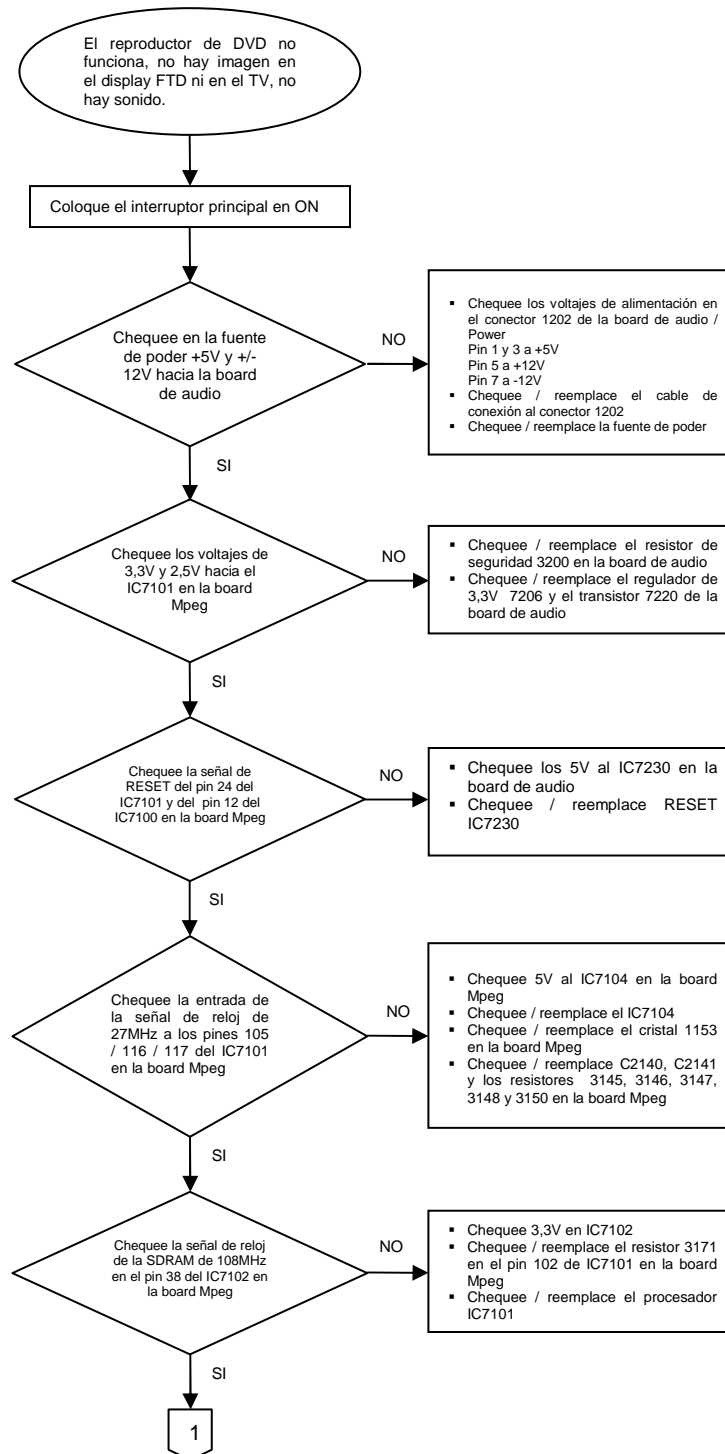 El reproductor de DVD no
funciona, no hay imagen en
el display FTD ni en el TV, no
hay sonido.
Coloque el interruptor principal en ON
Chequee en la fuente
de poder +5V y +/-
12V hacia la board
de audio
NO
▪ Chequee los voltajes de alimentación en
el conector 1202 de la board de audio /
Power
Pin 1 y 3 a +5V
Pin 5 a +12V
Pin 7 a -12V
▪ Chequee / reemplace el cable de
conexión al conector 1202
▪ Chequee / reemplace la fuente de poder
SI
Chequee los voltajes de
3,3V y 2,5V hacia el
IC7101 en la board
Mpeg
NO
▪ Chequee / reemplace el resistor de
seguridad 3200 en la board de audio
▪ Chequee / reemplace el regulador de
3,3V 7206 y el transistor 7220 de la
board de audio
SI
Chequee la señal de
RESET del pin 24 del
IC7101 y del pin 12 del
IC7100 en la board Mpeg
NO
▪ Chequee los 5V al IC7230 en la
board de audio
▪ Chequee / reemplace RESET
IC7230
SI
Chequee la entrada de
la señal de reloj de
27MHz a los pines 105
/ 116 / 117 del IC7101
en la board Mpeg
NO
▪ Chequee 5V al IC7104 en la board
Mpeg
▪ Chequee / reemplace el IC7104
▪ Chequee / reemplace el cristal 1153
en la board Mpeg
▪ Chequee / reemplace C2140, C2141
y los resistores 3145, 3146, 3147,
3148 y 3150 en la board Mpeg
SI
Chequee la señal de reloj
de la SDRAM de 108MHz
en el pin 38 del IC7102 en
la board Mpeg
NO
▪ Chequee 3,3V en IC7102
▪ Chequee / reemplace el resistor 3171
en el pin 102 de IC7101 en la board
Mpeg
▪ Chequee / reemplace el procesador
IC7101
SI
1